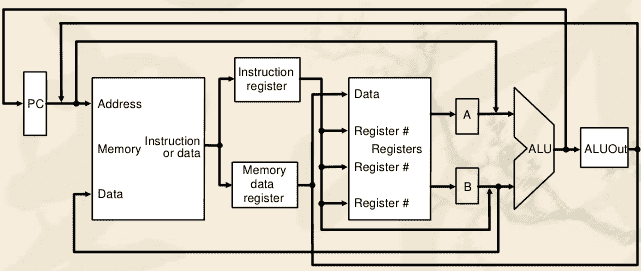 PC
Address
Memory
Instruction
or data
Data
Instruction
register
Memory
data
register
Data
Register #
Registers
Register #
Register #
A
B
ALU
ALUOut